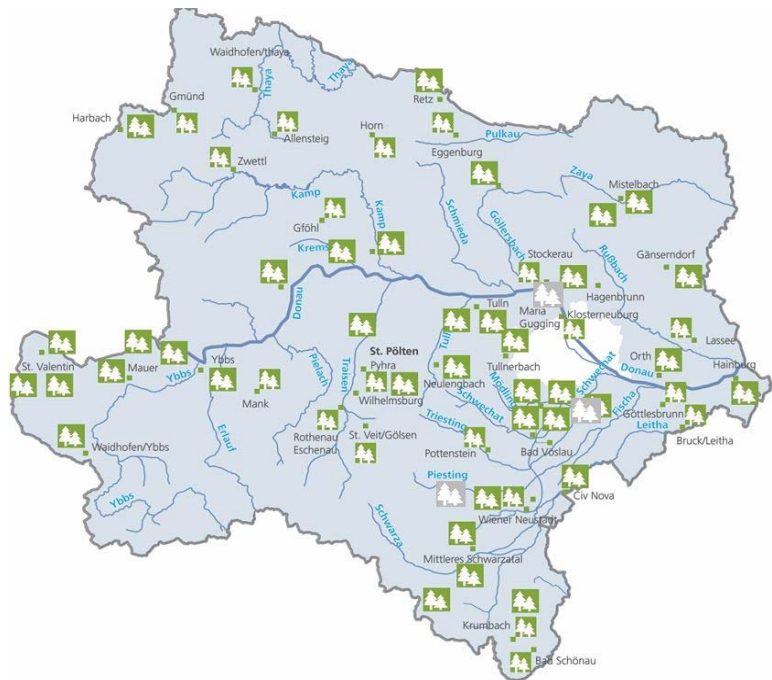 Waidhofen/thaya
Thaya
Thaya
Gmünd
Harbach
Allensteig
Horn
Retz
Pulkau
Eggenburg
Zwettl
Zaya
Mistelbach
Kamp
Gföhl
Kamp
Schmieda
Göllersbach
Krems
Stockerau
Rußbach
Gänserndorf
Hagenbrunn
Donau
Tulln
Maria
Gugging
Klosterneuburg
St. Valentin
Mauer
Ybbs
Ybbs
St. Pölten
Pyhra
Pielach
Traisen
Tulln
Neulengbach
Tullnerbach
Mödling
Schwechat
Schwechat
Orth
Donau
Lassee
Hainburg
Mank
Wilhelmsburg
Rothenau
Eschenau
St. Veit/Gölsen
Triesting
Pottenstein
Bad Vöslau
Fischa
Göttlesbrunn
Leitha
Bruck/Leitha
Waidhofen/Ybbs
Erlauf
Ybbs
Piesting
Wiener Neustadt
Civ Nova
Schwarza
Mittleres Schwarzatal
Krumbach
Bad Schönau